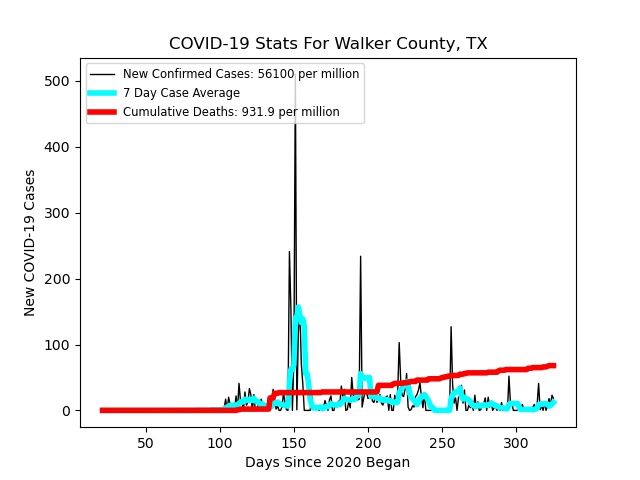 COVID-19 Stats For Walker County, TX
New Confirmed Cases: 56100 per million
7 Day Case Average
Cumulative Deaths: 931.9 per million
New COVID-19 Cases
500
400
300
200
100
0
50
100
150
200
250
300
Days Since 2020 Began